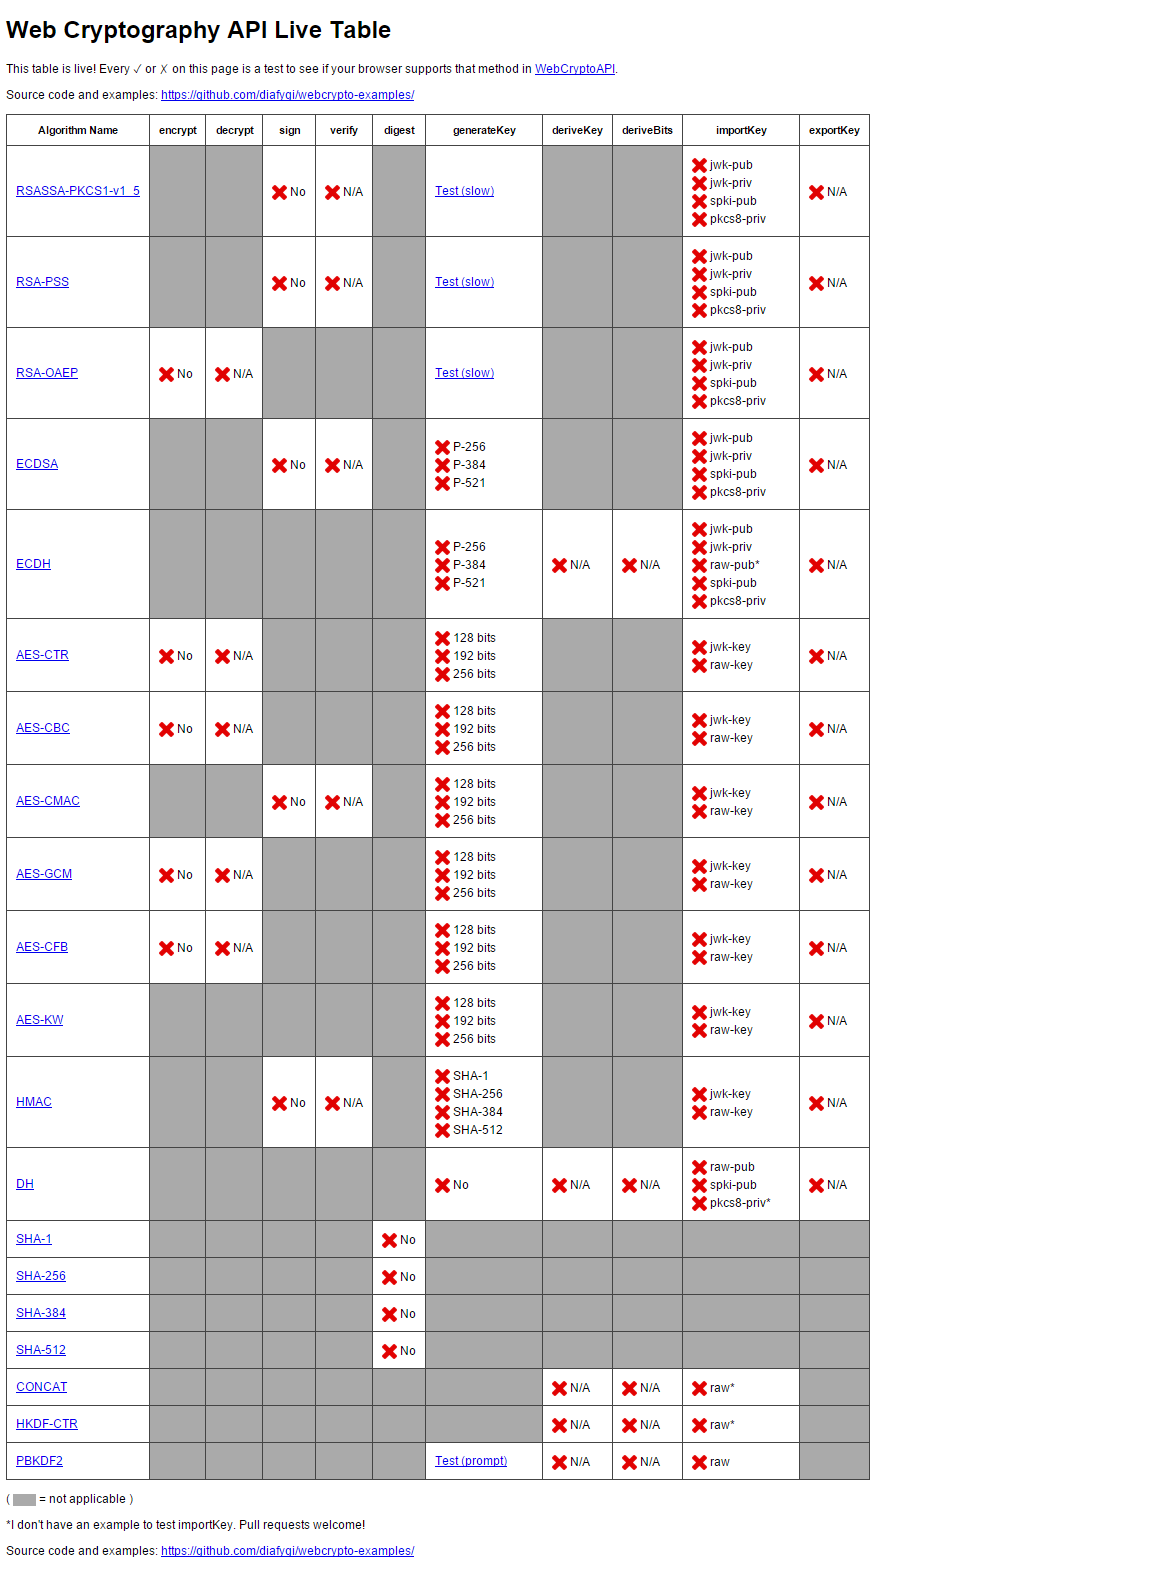 Web Cryptography API Live Table
This table is live! Every ✓ or ✗ on this page is a test to see if your browser supports that method in WebCryptoAPI.
Source code and examples: https://github.com/diafygi/webcrypto-examples/
Algorithm Name encrypt decrypt sign verify digest generateKey deriveKey deriveBits importKey exportKey
RSASSA-PKCS1-v1_5 No N/A Test (slow) jwk-pub
jwk-priv
spki-pub
pkcs8-priv N/A
RSA-PSS No N/A Test (slow) jwk-pub
jwk-priv
spki-pub
pkcs8-priv N/A
RSA-OAEP No N/A Test (slow) jwk-pub
jwk-priv
spki-pub
pkcs8-priv N/A
ECDSA No N/A P-256
P-384
P-521 jwk-pub
jwk-priv
spki-pub
pkcs8-priv N/A
ECDH P-256
P-384
P-521 N/A N/A jwk-pub
jwk-priv
raw-pub*
spki-pub
pkcs8-priv N/A
AES-CTR No N/A 128 bits
192 bits
256 bits jwk-key
raw-key N/A
AES-CBC No N/A 128 bits
192 bits
256 bits jwk-key
raw-key N/A
AES-CMAC No N/A 128 bits
192 bits
256 bits jwk-key
raw-key N/A
AES-GCM No N/A 128 bits
192 bits
256 bits jwk-key
raw-key N/A
AES-CFB No N/A 128 bits
192 bits
256 bits jwk-key
raw-key N/A
AES-KW 128 bits
192 bits
256 bits jwk-key
raw-key N/A
HMAC No N/A SHA-1
SHA-256
SHA-384
SHA-512 jwk-key
raw-key N/A
DH No N/A N/A raw-pub
spki-pub
pkcs8-priv* N/A
SHA-1 No
SHA-256 No
SHA-384 No
SHA-512 No
CONCAT N/A N/A raw*
HKDF-CTR N/A N/A raw*
PBKDF2 Test (prompt) N/A N/A raw
( = not applicable )
*I don't have an example to test importKey. Pull requests welcome!
Source code and examples: https://github.com/diafygi/webcrypto-examples/